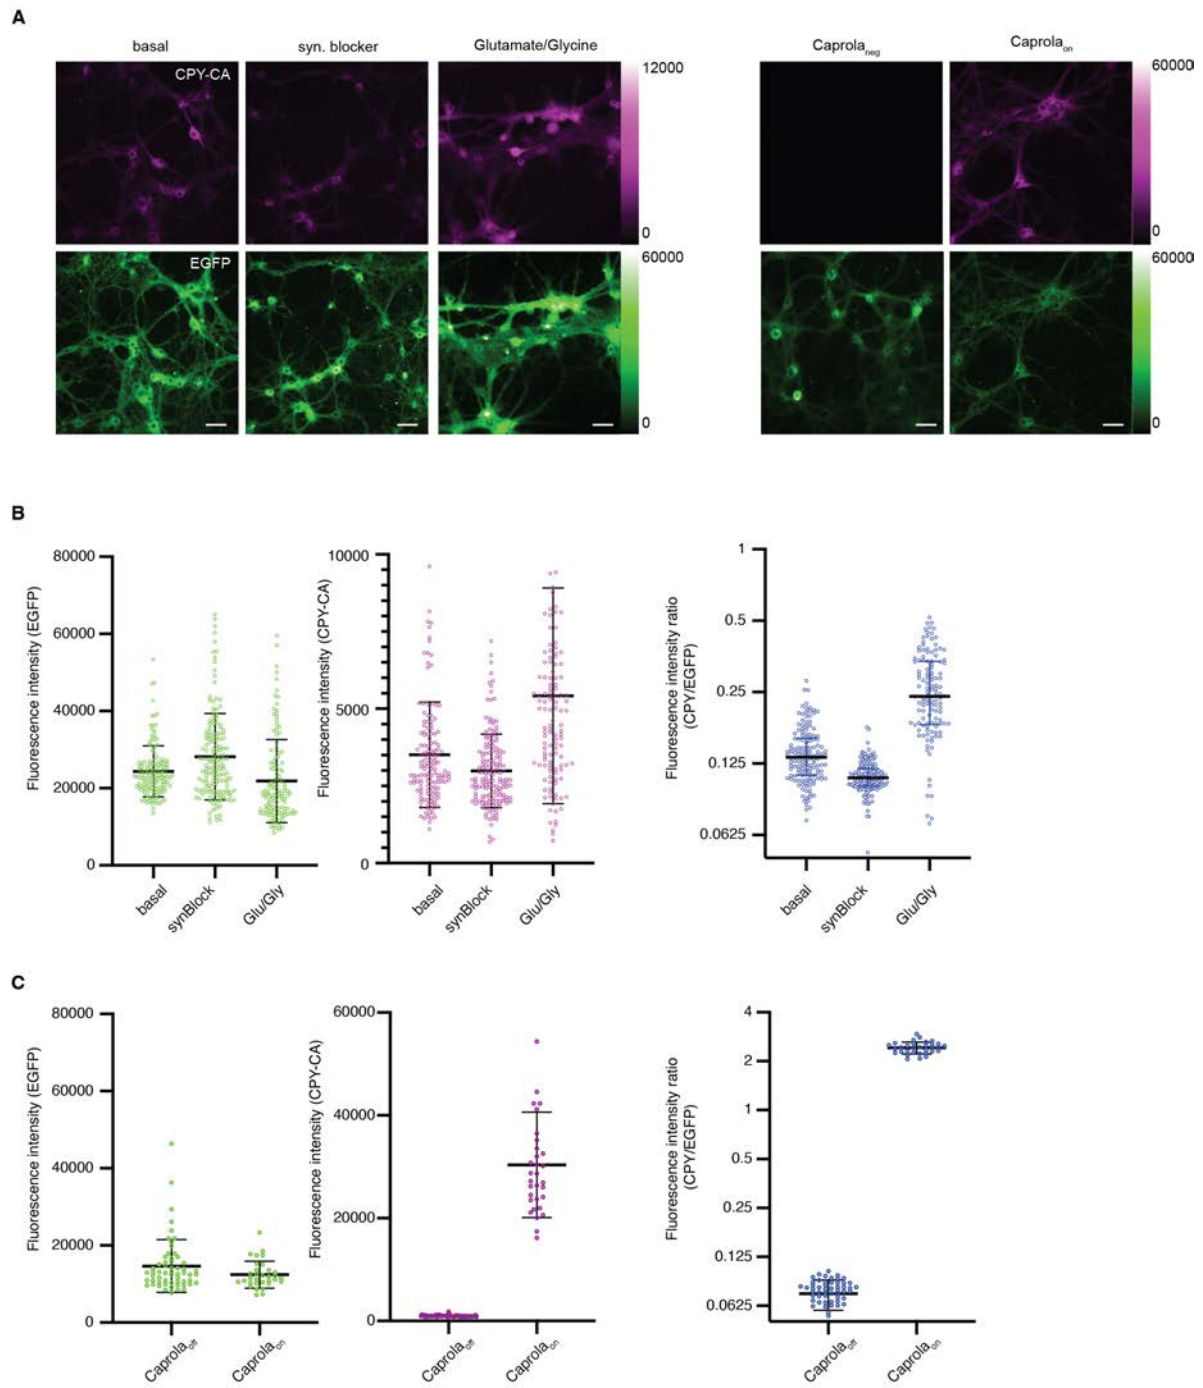 A
basal
syn. blocker
Glutamate/Glycine
Caprola neg
Caprola on
CPY-CA
12000
0
60000
0
EGFP
60000
0
60000
0
B
Fluorescence intensity (EGFP)
80000
60000
40000
20000
0
basal
synBlock
Glu/Gly
Fluorescence intensity (CPY-CA)
10000
5000
0
basal
synBlock
Glu/Gly
Fluorescence intensity ratio
(CPY/EGFP)
1
0.5
0.25
0.125
0.0625
basal
synBlock
Glu/Gly
C
Fluorescence intensity (EGFP)
80000
60000
40000
20000
0
Caprola off
Caprola on
Fluorescence intensity (CPY-CA)
60000
40000
20000
0
Caprola off
Caprola on
Fluorescence intensity ratio
(CPY/EGFP)
4
2
1
0.5
0.25
0.125
0.0625
Caprola off
Caprola on